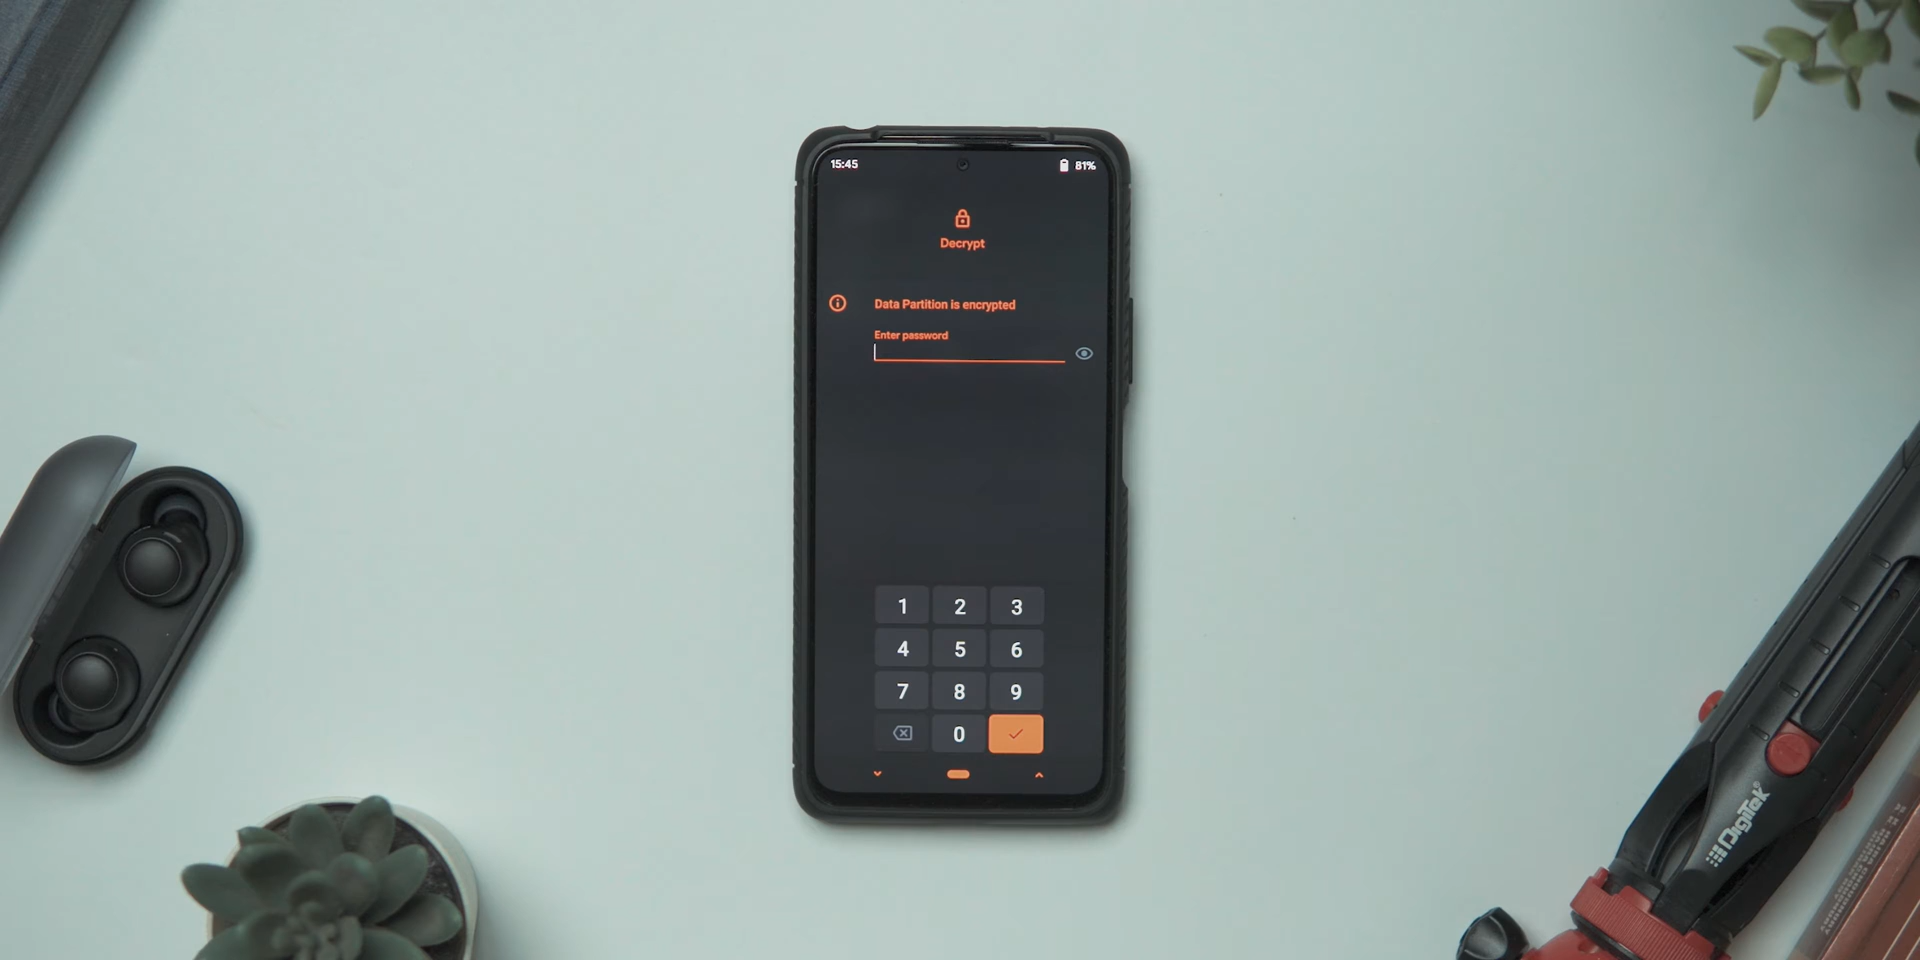 15:45
81%
Decrypt
Data Partition is encrypted
Enter password
1 2 3
4 5 6
7 8 9
0
DigiTek